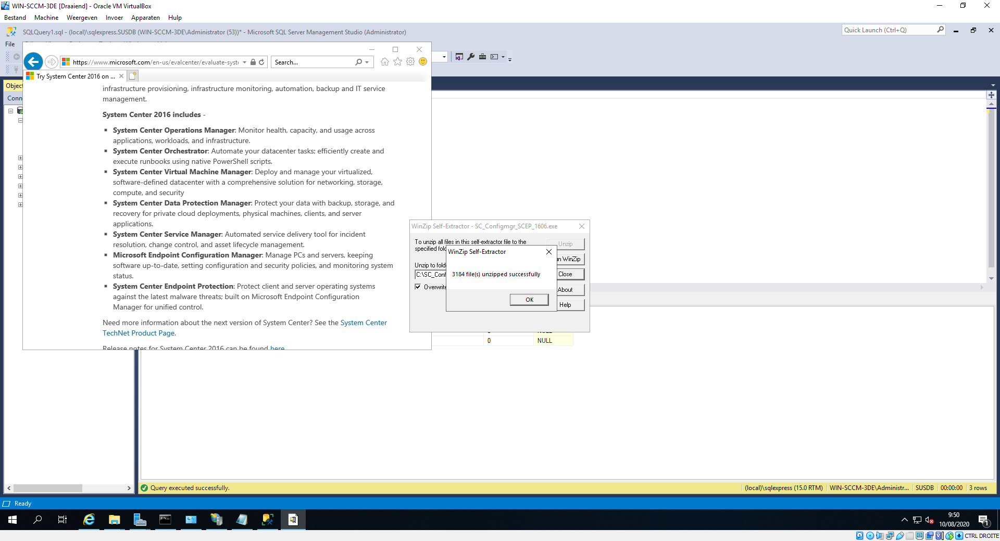 WIN-SCCM-3DE [Draaiend] - Oracle VM VirtualBox
Bestand Machine Weergeven Invoer Apparaten Hulp
SQLQuery1.sql - (local)\sqlexpress.SUSDB (WIN-SCCM-3DE\Administrator (53))* - Microsoft SQL Server Management Studio (Administrator)
Quick Launch (Ctrl+Q)
File
https://www.microsoft.com/en-us/evalcenter/evaluate-syst
Search...
Try System Center 2016 on ...
Object
Conn
infrastructure provisioning, infrastructure monitoring, automation, backup and IT service
management.
System Center 2016 includes -
System Center Operations Manager: Monitor health, capacity, and usage across
applications, workloads, and infrastructure.
System Center Orchestrator: Automate your datacenter tasks; efficiently create and
execute runbooks using native PowerShell scripts.
System Center Virtual Machine Manager: Deploy and manage your virtualized,
software-defined datacenter with a comprehensive solution for networking, storage,
compute, and security
System Center Data Protection Manager: Protect your data with backup, storage, and
recovery for private cloud deployments, physical machines, clients, and server
applications.
System Center Service Manager: Automated service delivery tool for incident
resolution, change control, and asset lifecycle management.
Microsoft Endpoint Configuration Manager: Manage PCs and servers, keeping
software up-to-date, setting configuration and security policies, and monitoring system
status.
System Center Endpoint Protection: Protect client and server operating systems
against the latest malware threats; built on Microsoft Endpoint Configuration
Manager for unified control.
Need more information about the next version of System Center? See the System Center
TechNet Product Page.
Release notes for System Center 2016 can be found here
WinZip Self-Extractor - SC_Configmgr_SCEP_1606.exe
To unzip all files in this self-extractor file to the
specified fold
Unzip
Unzip to folde
un WinZip
C:\SC_Conf
Close
Overwrite
About
Help
WinZip Self-Extractor
3184 file(s) unzipped successfully
OK
0 NULL
Query executed successfully.
(local)\sqlexpress (15.0 RTM) WIN-SCCM-3DE\Administr... SUSDB 00:00:00 3 rows
Ready
9:50
10/08/2020
1
CTRL DROITE